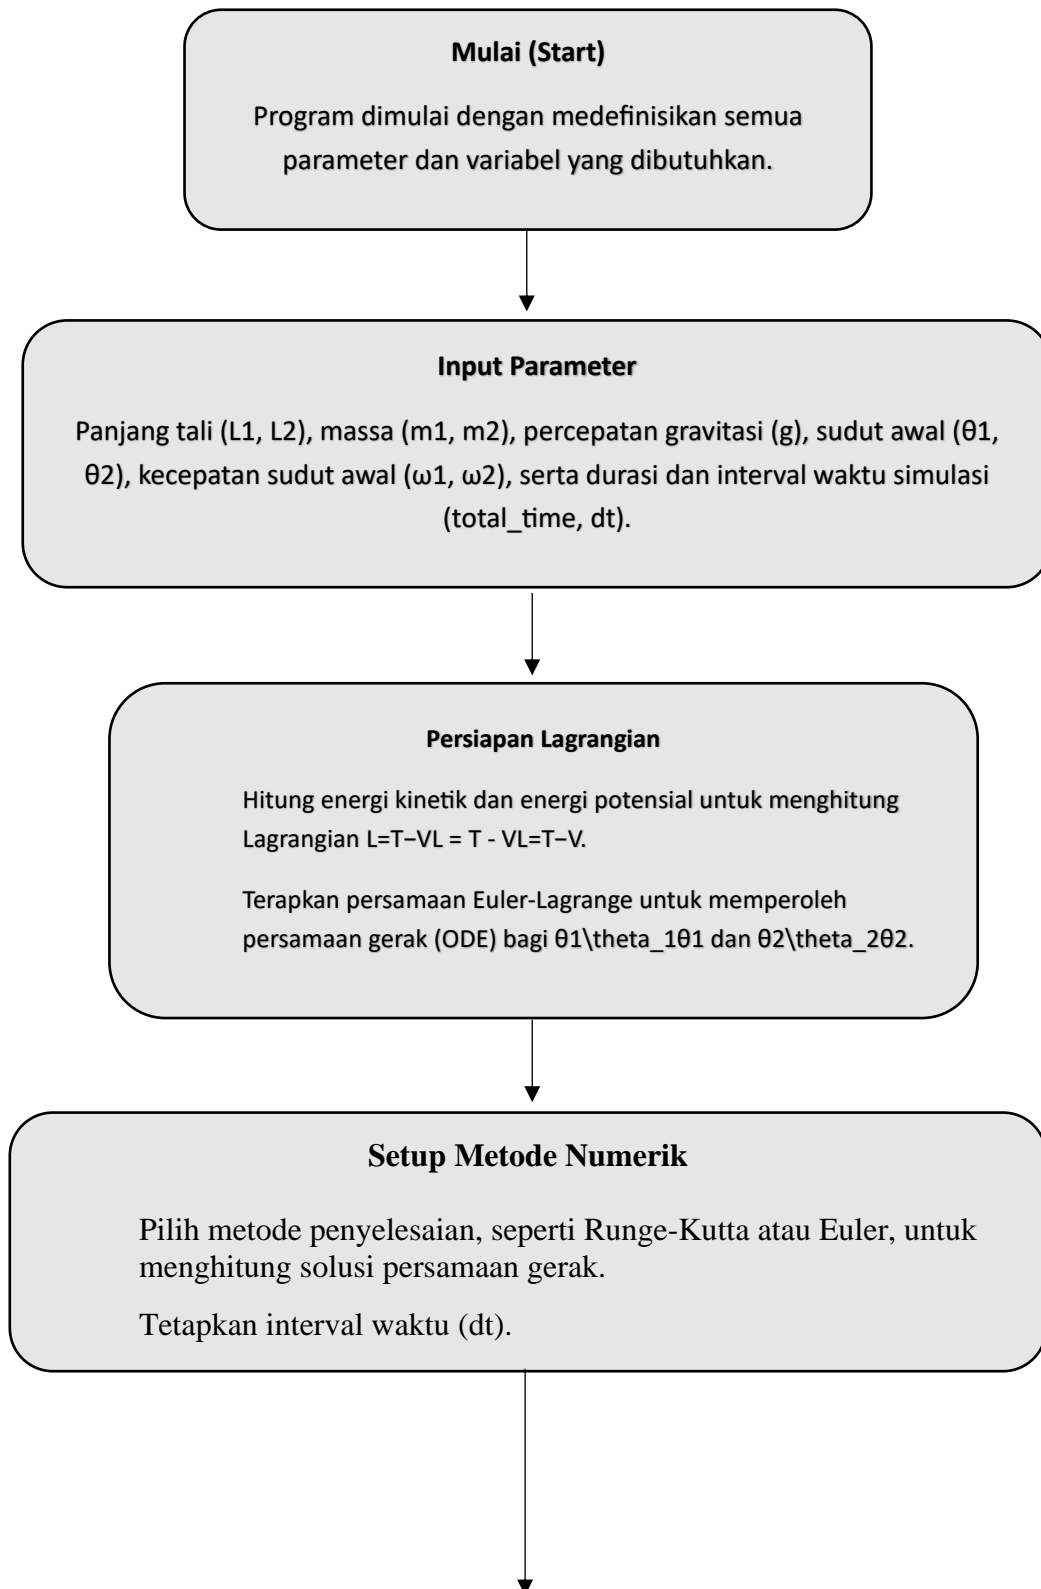 Mulai (Start)
Program dimulai dengan medefinisikan semua
parameter dan variabel yang dibutuhkan.
Input Parameter
Panjang tali (L1, L2), massa (m1, m2), percepatan gravitasi (g), sudut awal (θ1,
θ2), kecepatan sudut awal (ω1, ω2), serta durasi dan interval waktu simulasi
(total_time, dt).
Persiapan Lagrangian
Hitung energi kinetik dan energi potensial untuk menghitung
Lagrangian L=T−VL = T - VL=T−V.
Terapkan persamaan Euler-Lagrange untuk memperoleh
persamaan gerak (ODE) bagi θ1\theta_1θ1 dan θ2\theta_2θ2.
Setup Metode Numerik
Pilih metode penyelesaian, seperti Runge-Kutta atau Euler, untuk
menghitung solusi persamaan gerak.
Tetapkan interval waktu (dt).